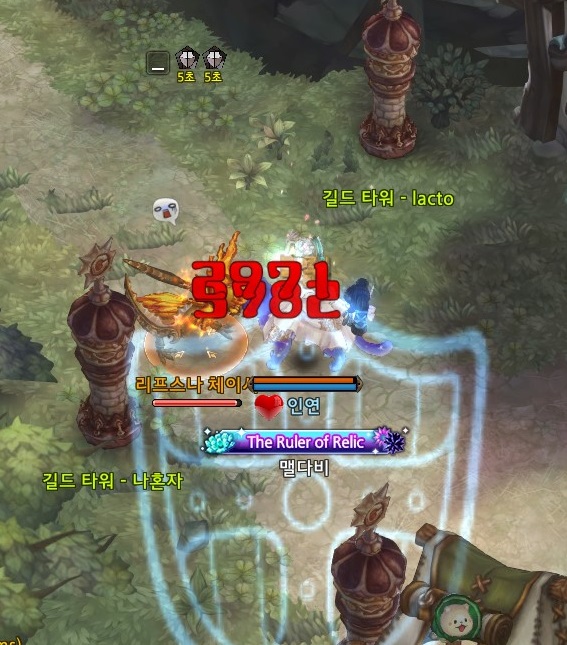 5초 5초
길드 타워 - lacto
리프스나 체이
인연
The Ruler of Relic
맬다비
길드 타워 - 나혼자